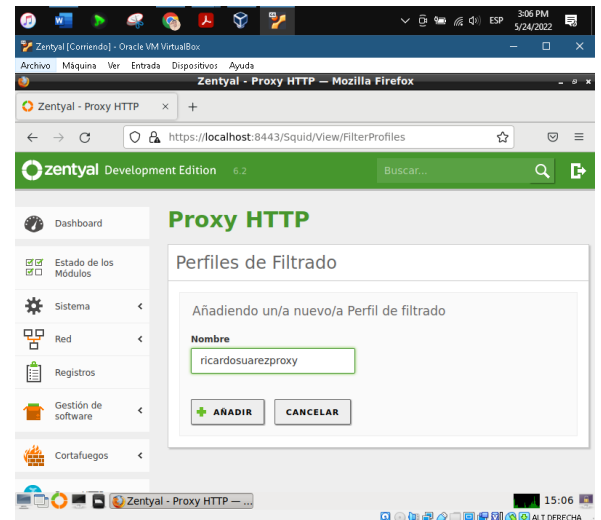 ESP
3:06 PM
5/24/2022
Zentyal [Corriendo] - Oracle VM VirtualBox
Archivo Máquina Ver Entrada Dispositivos Ayuda
Zentyal - Proxy HTTP — Mozilla Firefox
Zentyal - Proxy HTTP
https://localhost:8443/Squid/View/FilterProfiles
zentyal Development Edition 6.2
Buscar...
Dashboard
Estado de los
Módulos
Sistema
Red
Registros
Gestión de
software
Cortafuegos
Proxy HTTP
Perfiles de Filtrado
Añadiendo un/a nuevo/a Perfil de filtrado
Nombre
ricardosuarezproxy
AÑADIR
CANCELAR
Zentyal - Proxy HTTP — ...
15:06
ALT DERECHA